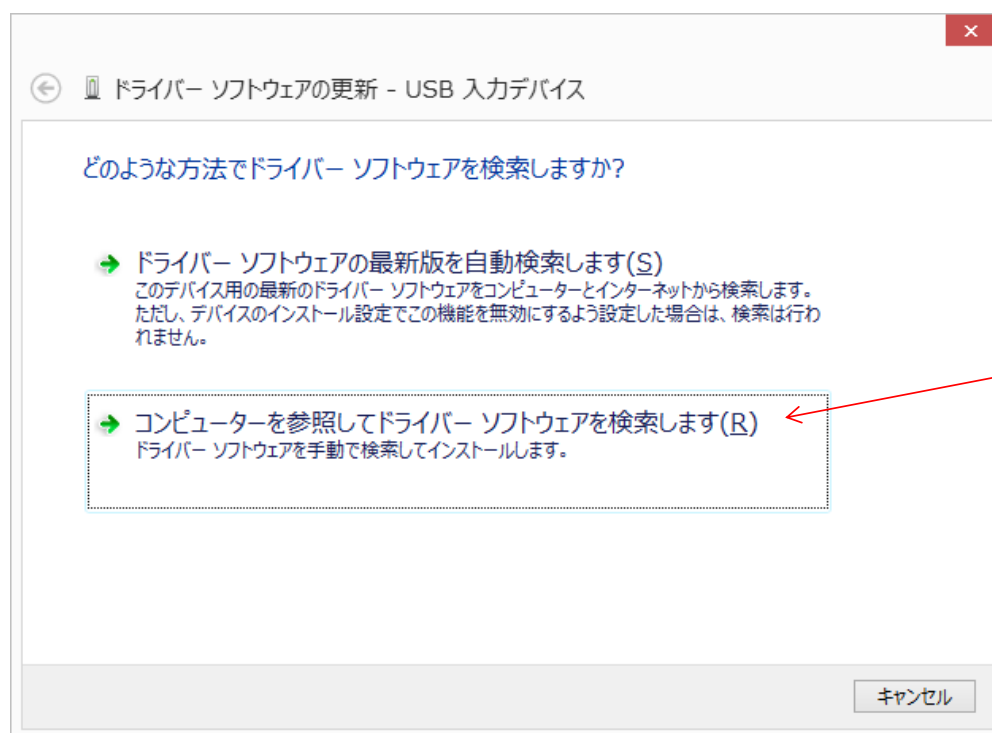 ドライバー ソフトウェアの更新 - USB 入力デバイス
どのような方法でドライバー ソフトウェアを検索しますか?
ドライバー ソフトウェアの最新版を自動検索します(S)
このデバイス用の最新のドライバー ソフトウェアをコンピューターとインターネットから検索します。
ただし、デバイスのインストール設定でこの機能を無効にするよう設定した場合は、検索は行わ
れません。
コンピューターを参照してドライバー ソフトウェアを検索します(R)
ドライバー ソフトウェアを手動で検索してインストールします。
キャンセル